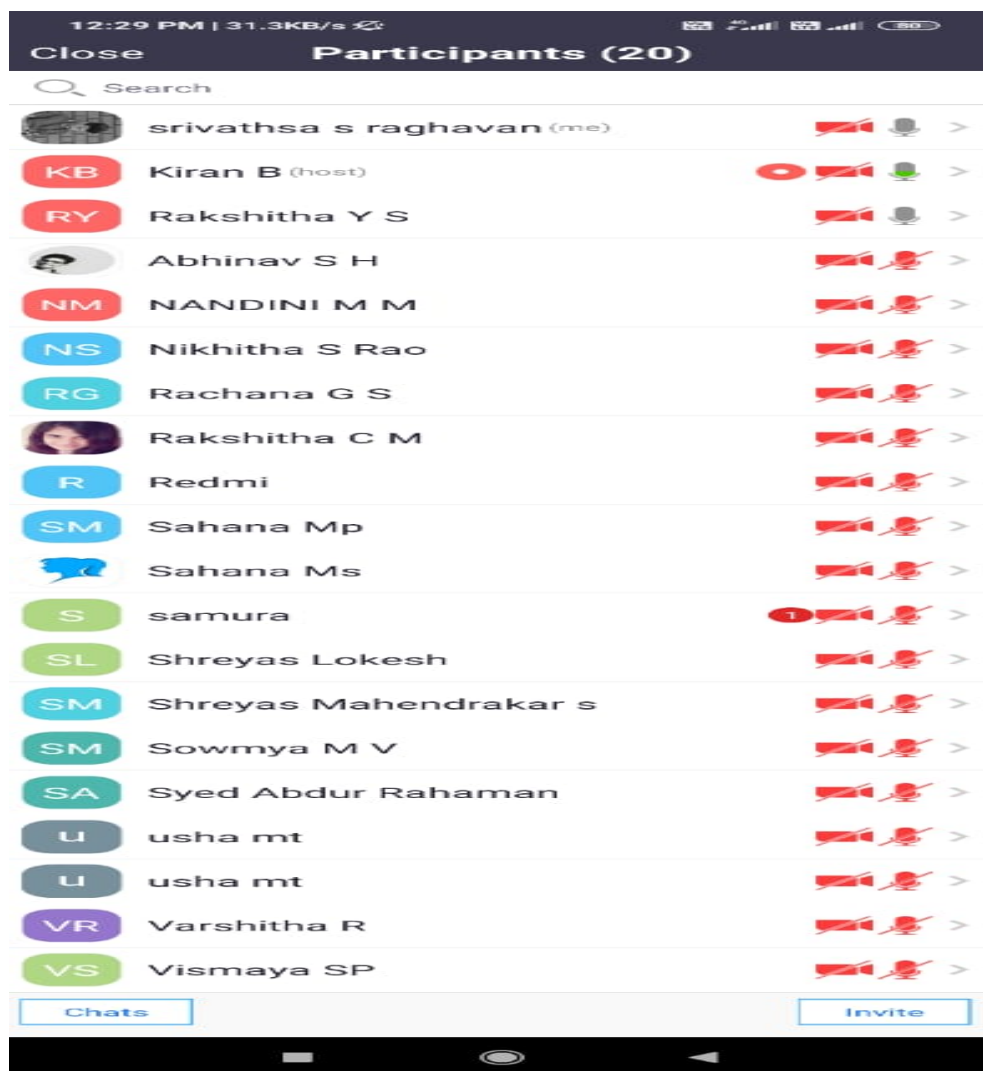 12:29 PM | 31.3KB/s 80
Close Participants (20)
Search
srivathsa s raghavan (me)
KB Kiran B (host)
RY Rakshitha Y S
Abhinav S H
NM NANDINI M M
NS Nikhitha S Rao
RG Rachana G S
Rakshitha C M
R Redmi
SM Sahana Mp
Sahana Ms
S samura 1
SL Shreyas Lokesh
SM Shreyas Mahendrakar s
SM Sowmya M V
SA Syed Abdur Rahaman
u usha mt
u usha mt
VR Varshitha R
VS Vismaya SP
Chats Invite